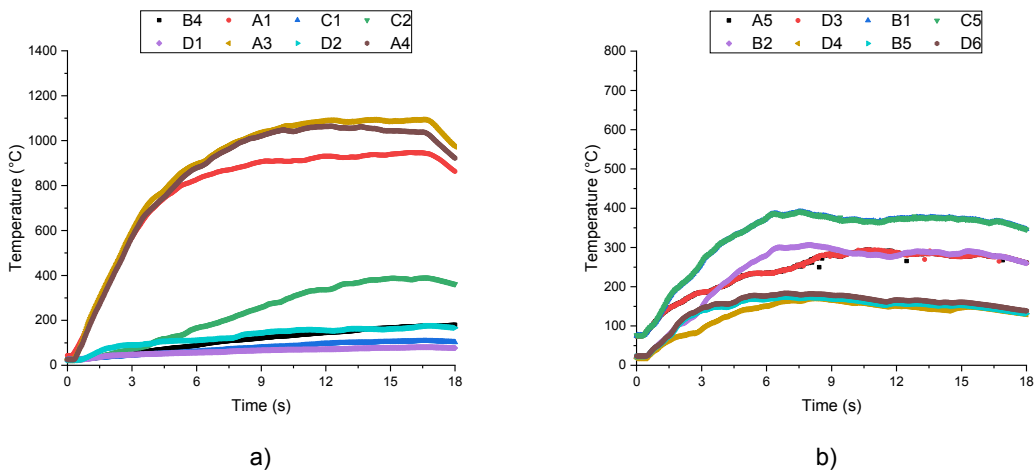 B4 A1 C1 C2
D1 A3 D2 A4
1400
1200
1000
800
600
400
200
0
Temperature (°C)
0 3 6 9 12 15 18
Time (s)
a)
A5 D3 B1 C5
B2 D4 B5 D6
800
700
600
500
400
300
200
100
0
Temperature (°C)
0 3 6 9 12 15 18
Time (s)
b)